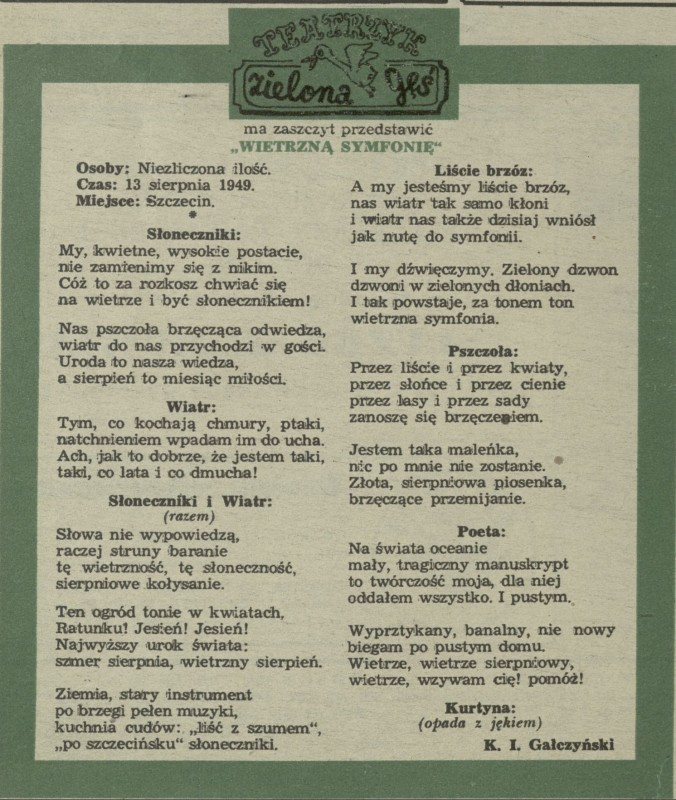 TEATRZYK
zielona gęś
ma zaszczyt przedstawić
„WIETRZNĄ SYMFONIĘ“
Osoby: Niezliczona ilość.
Czas: 13 sierpnia 1949.
Miejsce: Szczecin.
*
Słoneczniki:
My, kwietne, wysokie postacie,
nie zamienimy się z nikim.
Cóż to za rozkosz chwiać się
na wietrze i być słonecznikiem!
Nas pszczoła brzęcząca odwiedza,
wiatr do nas przychodzi w gości.
Uroda to nasza wiedza,
a sierpień to miesiąc miłości.
Wiatr:
Tym, co kochają chmury, ptaki,
natchnieniem wpadam im do ucha.
Ach, jak to dobrze, że jestem taki,
taki, co lata i co dmucha!
Słoneczniki i Wiatr:
(razem)
Słowa nie wypowiedzą,
raczej struny baranie
tę wietrzność, tę słoneczność,
sierpniowe kołysanie.
Ten ogród tonie w kwiatach,
Ratunku! Jesień! Jesień!
Najwyższy urok świata:
szmer sierpnia, wietrzny sierpień.
Ziemia, stary instrument
po brzegi pełen muzyki,
kuchnia cudów: „liść z szumem“,
„po szczecińsku“ słoneczniki.
Liście brzóz:
A my jesteśmy liście brzóz,
nas wiatr tak samo kłoni
i wiatr nas także dzisiaj wniósł
jak nutę do symfonii.
I my dźwięczymy. Zielony dzwon
dzwoni w zielonych dłoniach.
I tak powstaje, za tonem ton
wietrzna symfonia.
Pszczoła:
Przez liście i przez kwiaty,
przez słońce i przez cienie
przez lasy i przez sady
zanoszę się brzęczeniem.
Jestem taka maleńka,
nic po mnie nie zostanie.
Złota, sierpniowa piosenka,
brzęczące przemijanie.
Poeta:
Na świata oceanie
mały, tragiczny manuskrypt
to twórczość moja, dla niej
oddałem wszystko. I pustym.
Wyprztykany, banalny, nie nowy
biegam po pustym domu.
Wietrze, wietrze sierpniowy,
wietrze, wzywam cię! pomóż!
Kurtyna:
(opada z jękiem)
K. I. Gałczyński